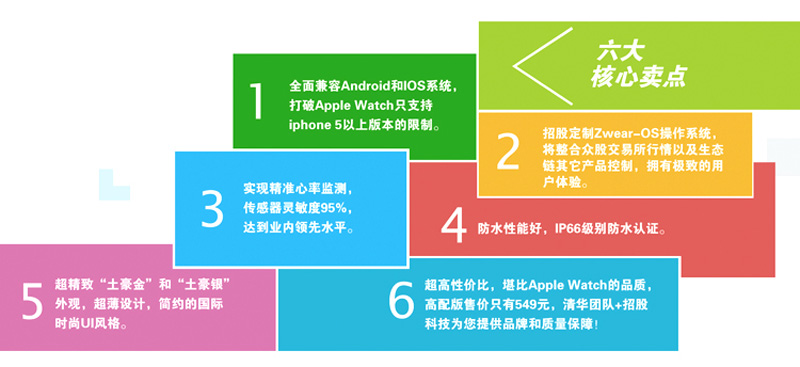 六大
核心卖点
1
全面兼容Android和IOS系统，
打破Apple Watch只支持
iphone 5以上版本的限制。
2
招股定制Zwear-OS操作系统，
将整合众股交易所行情以及生态
链其它产品控制，拥有极致的用
户体验。
3
实现精准心率监测，
传感器灵敏度95%，
达到业内领先水平。
4
防水性能好，IP66级别防水认证。
5
超精致“土豪金”和“土豪银”
外观，超薄设计，简约的国际
时尚UI风格。
6
超高性价比，堪比Apple Watch的品质，
高配版售价只有549元，清华团队+招股
科技为您提供品牌和质量保障！